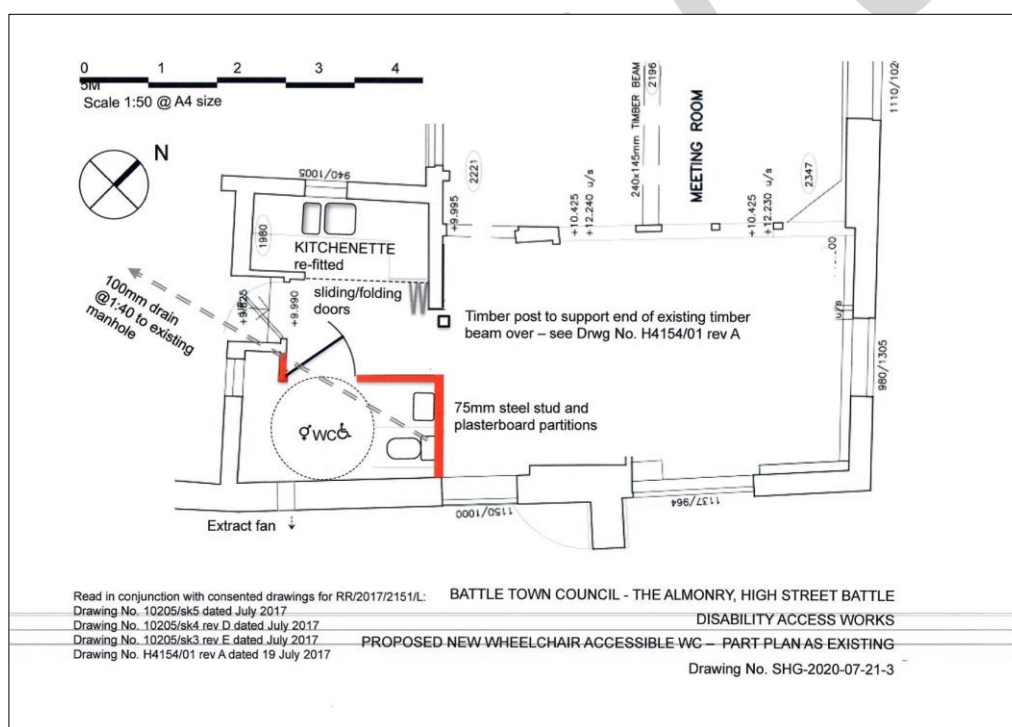 0 1 2 3 4
5M
Scale 1:50 @ A4 size
N
240x145mm TIMBER BEAM
2196
MEETING ROOM
1110/1020
940/1005
2221
2347
+9.995
+10.425
+12.240 u/s
+10.425
+12.230 u/s
1980
KITCHENETTE
re-fitted
sliding/folding
doors
100mm drain
@1:40 to existing
manhole
+9.825
+9.990
Timber post to support end of existing timber
beam over – see Drwg No. H4154/01 rev A
u/s
980/1305
75mm steel stud and
plasterboard partitions
WC
1150/1000
1137/964
Extract fan
Read in conjunction with consented drawings for RR/2017/2151/L:
Drawing No. 10205/sk5 dated July 2017
Drawing No. 10205/sk4 rev D dated July 2017
Drawing No. 10205/sk3 rev E dated July 2017
Drawing No. H4154/01 rev A dated 19 July 2017
BATTLE TOWN COUNCIL - THE ALMONRY, HIGH STREET BATTLE
DISABILITY ACCESS WORKS
PROPOSED NEW WHEELCHAIR ACCESSIBLE WC – PART PLAN AS EXISTING
Drawing No. SHG-2020-07-21-3